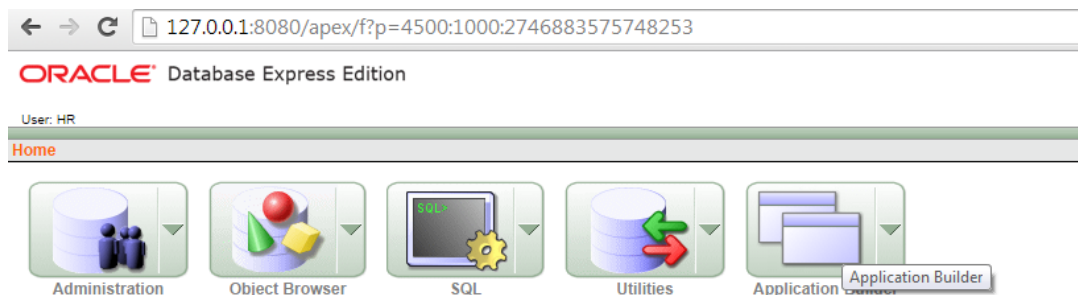 127.0.0.1:8080/apex/f?p=4500:1000:2746883575748253
ORACLE Database Express Edition
User: HR
Home
SQL>
Administration
Object Browser
SQL
Utilities
Application Builder
Application Builder